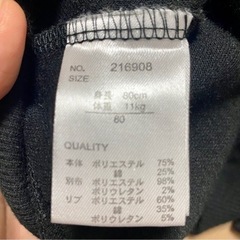 NO. 216908
SIZE
身長 80cm
体重 11kg
80
QUALITY
本体 ポリエステル 75%
綿 25%
別布 ポリエステル 98%
ポリウレタン 2%
リブ ポリエステル 60%
綿 35%
ポリウレタン 5%